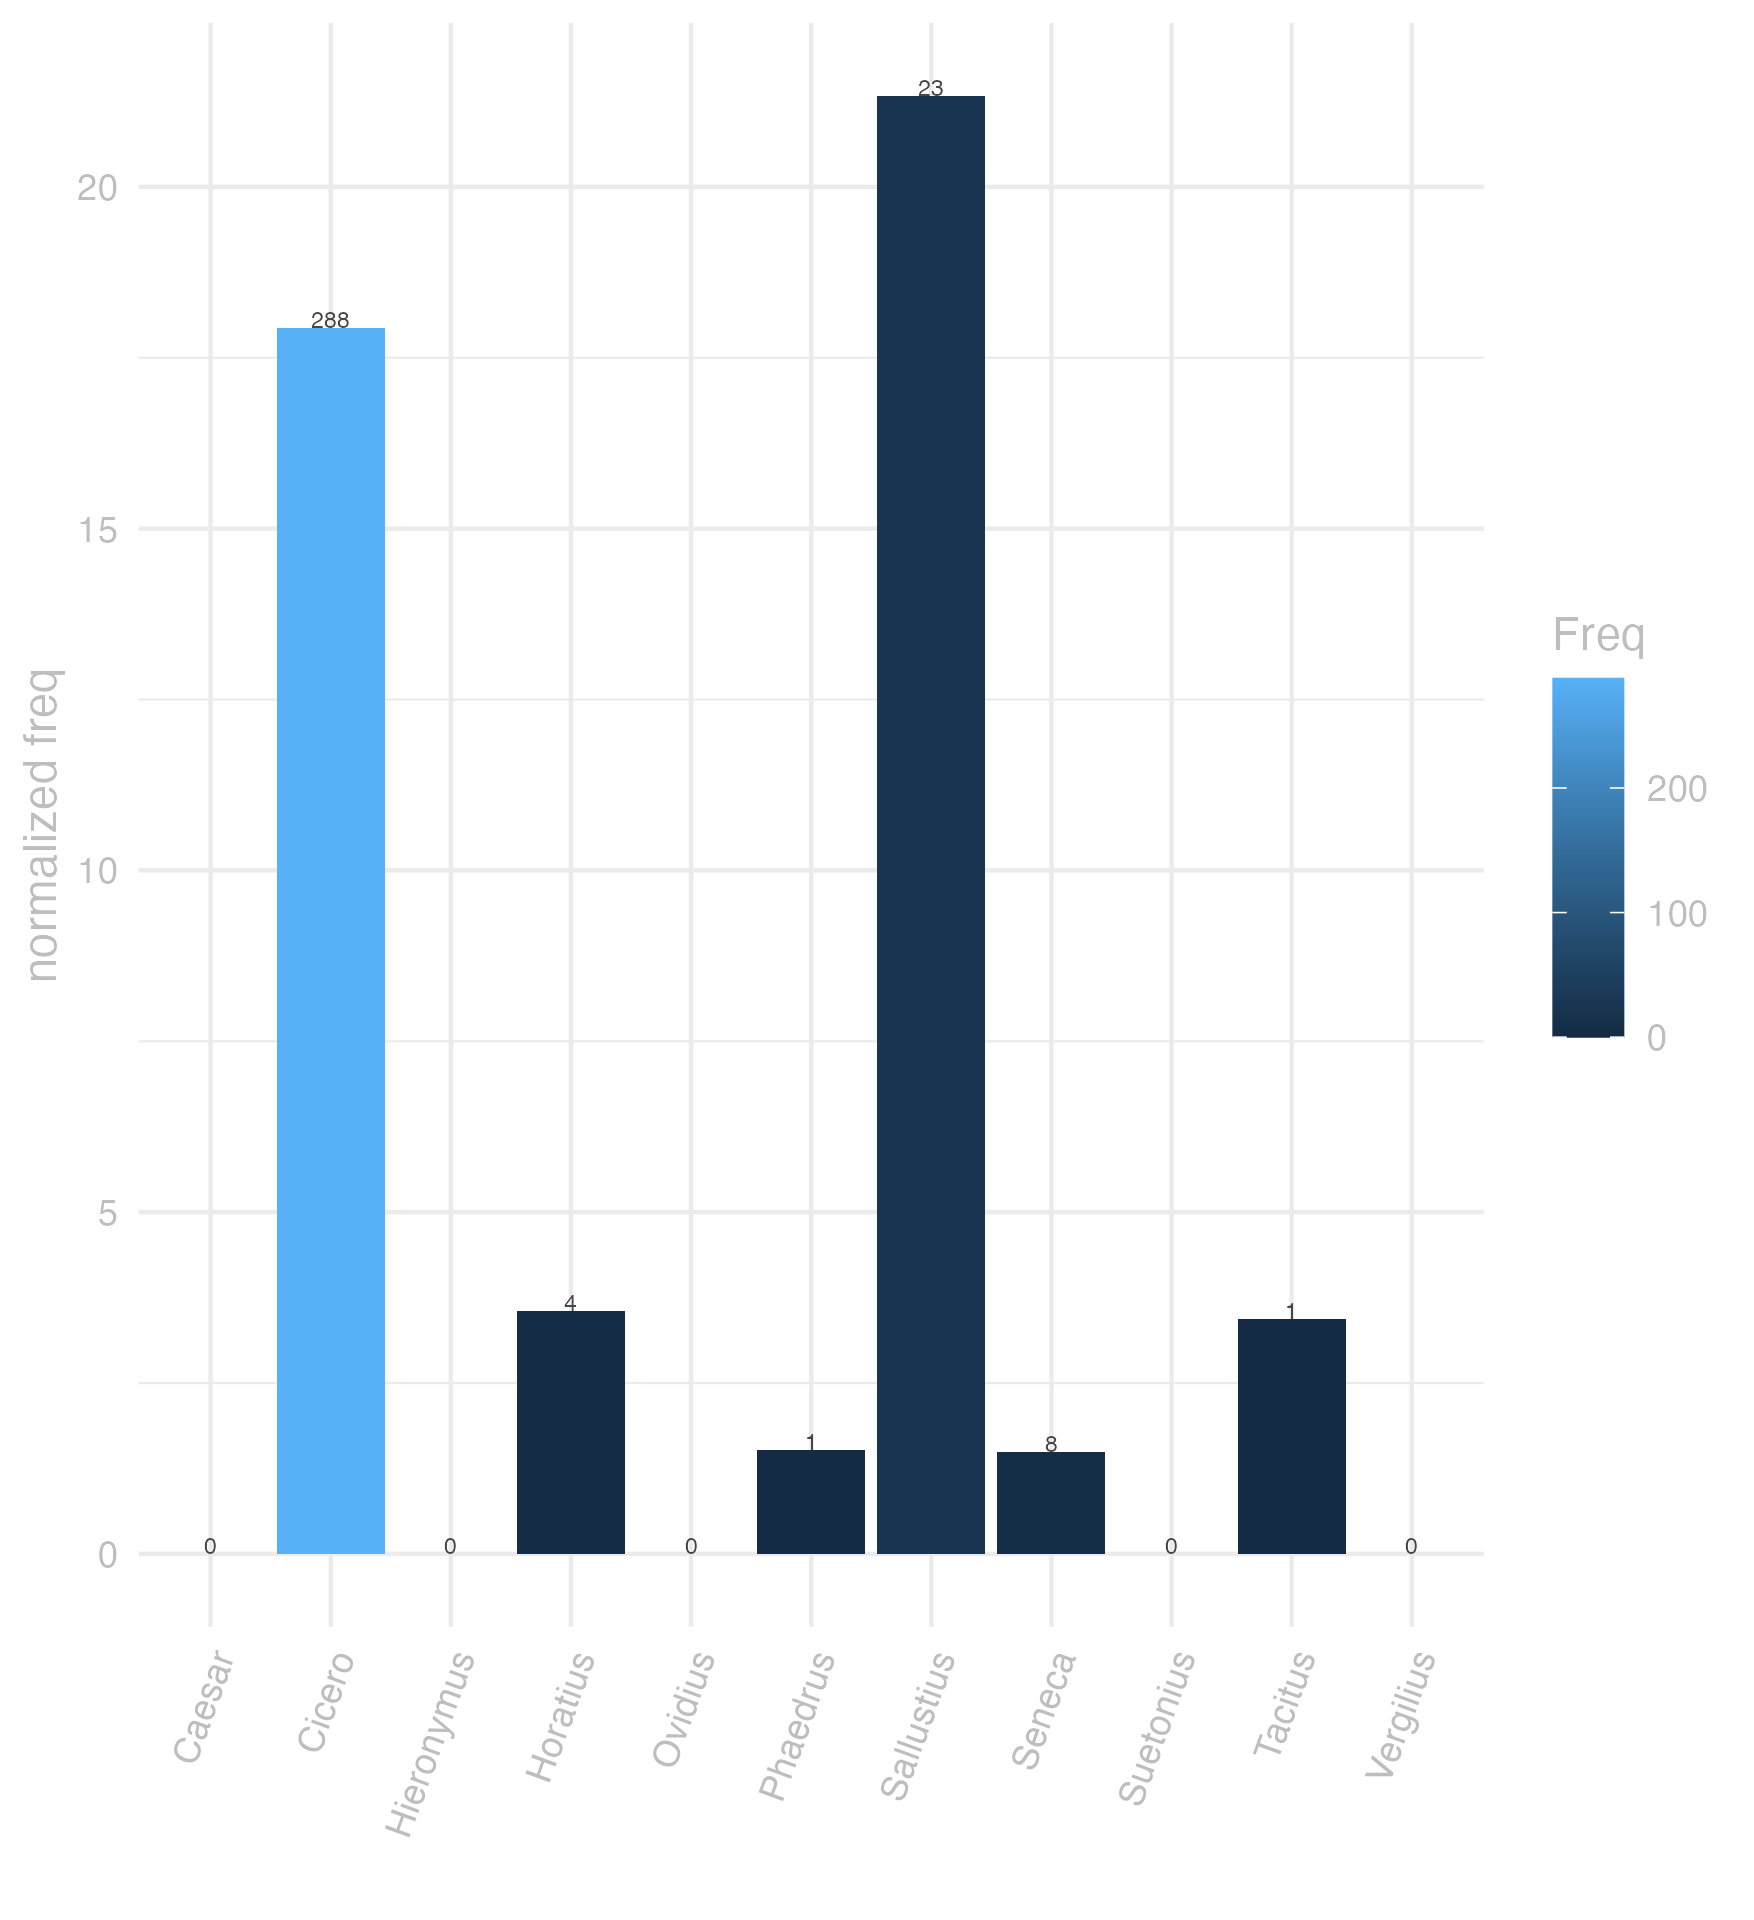 23
20
288
15
normalized freq
10
5
4
1
1
8
0
0
0
0
0
0
Caesar
Cicero
Hieronymus
Horatius
Ovidius
Phaedrus
Sallustius
Seneca
Suetonius
Tacitus
Vergilius
Freq
200
100
0